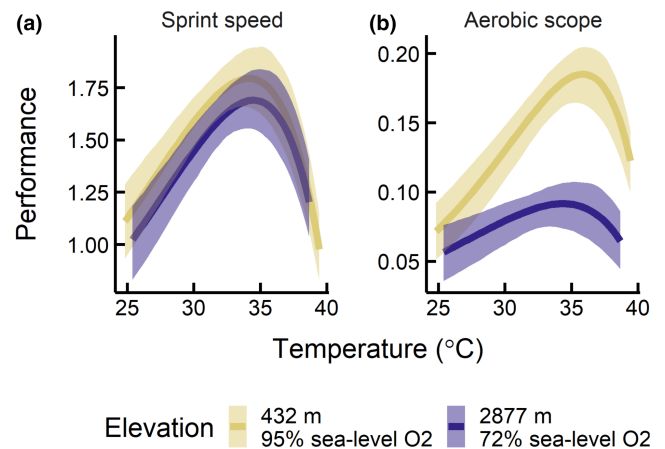 (a)
Sprint speed
(b)
Aerobic scope
Performance
1.75
1.50
1.25
1.00
0.20
0.15
0.10
0.05
25 30 35 40
25 30 35 40
Temperature (°C)
Elevation
432 m
95% sea-level O2
2877 m
72% sea-level O2